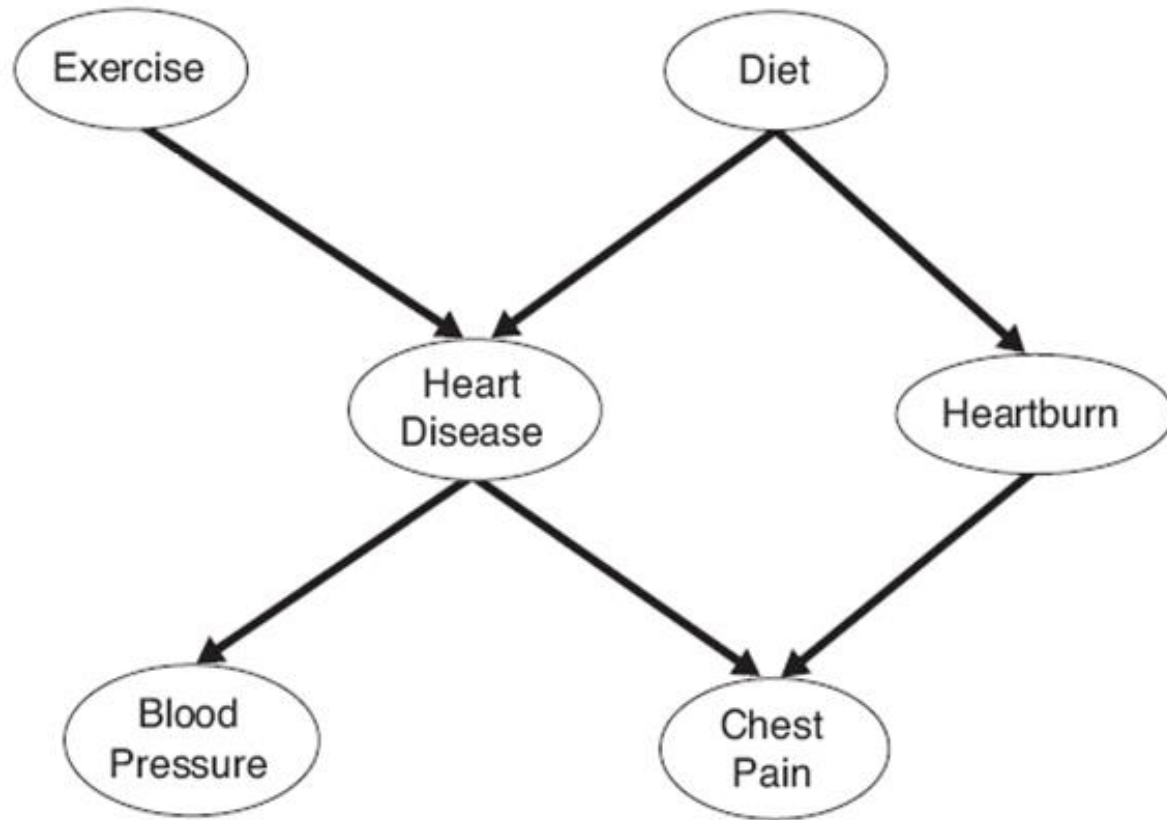 Exercise
Diet
Heart
Disease
Heartburn
Blood
Pressure
Chest
Pain